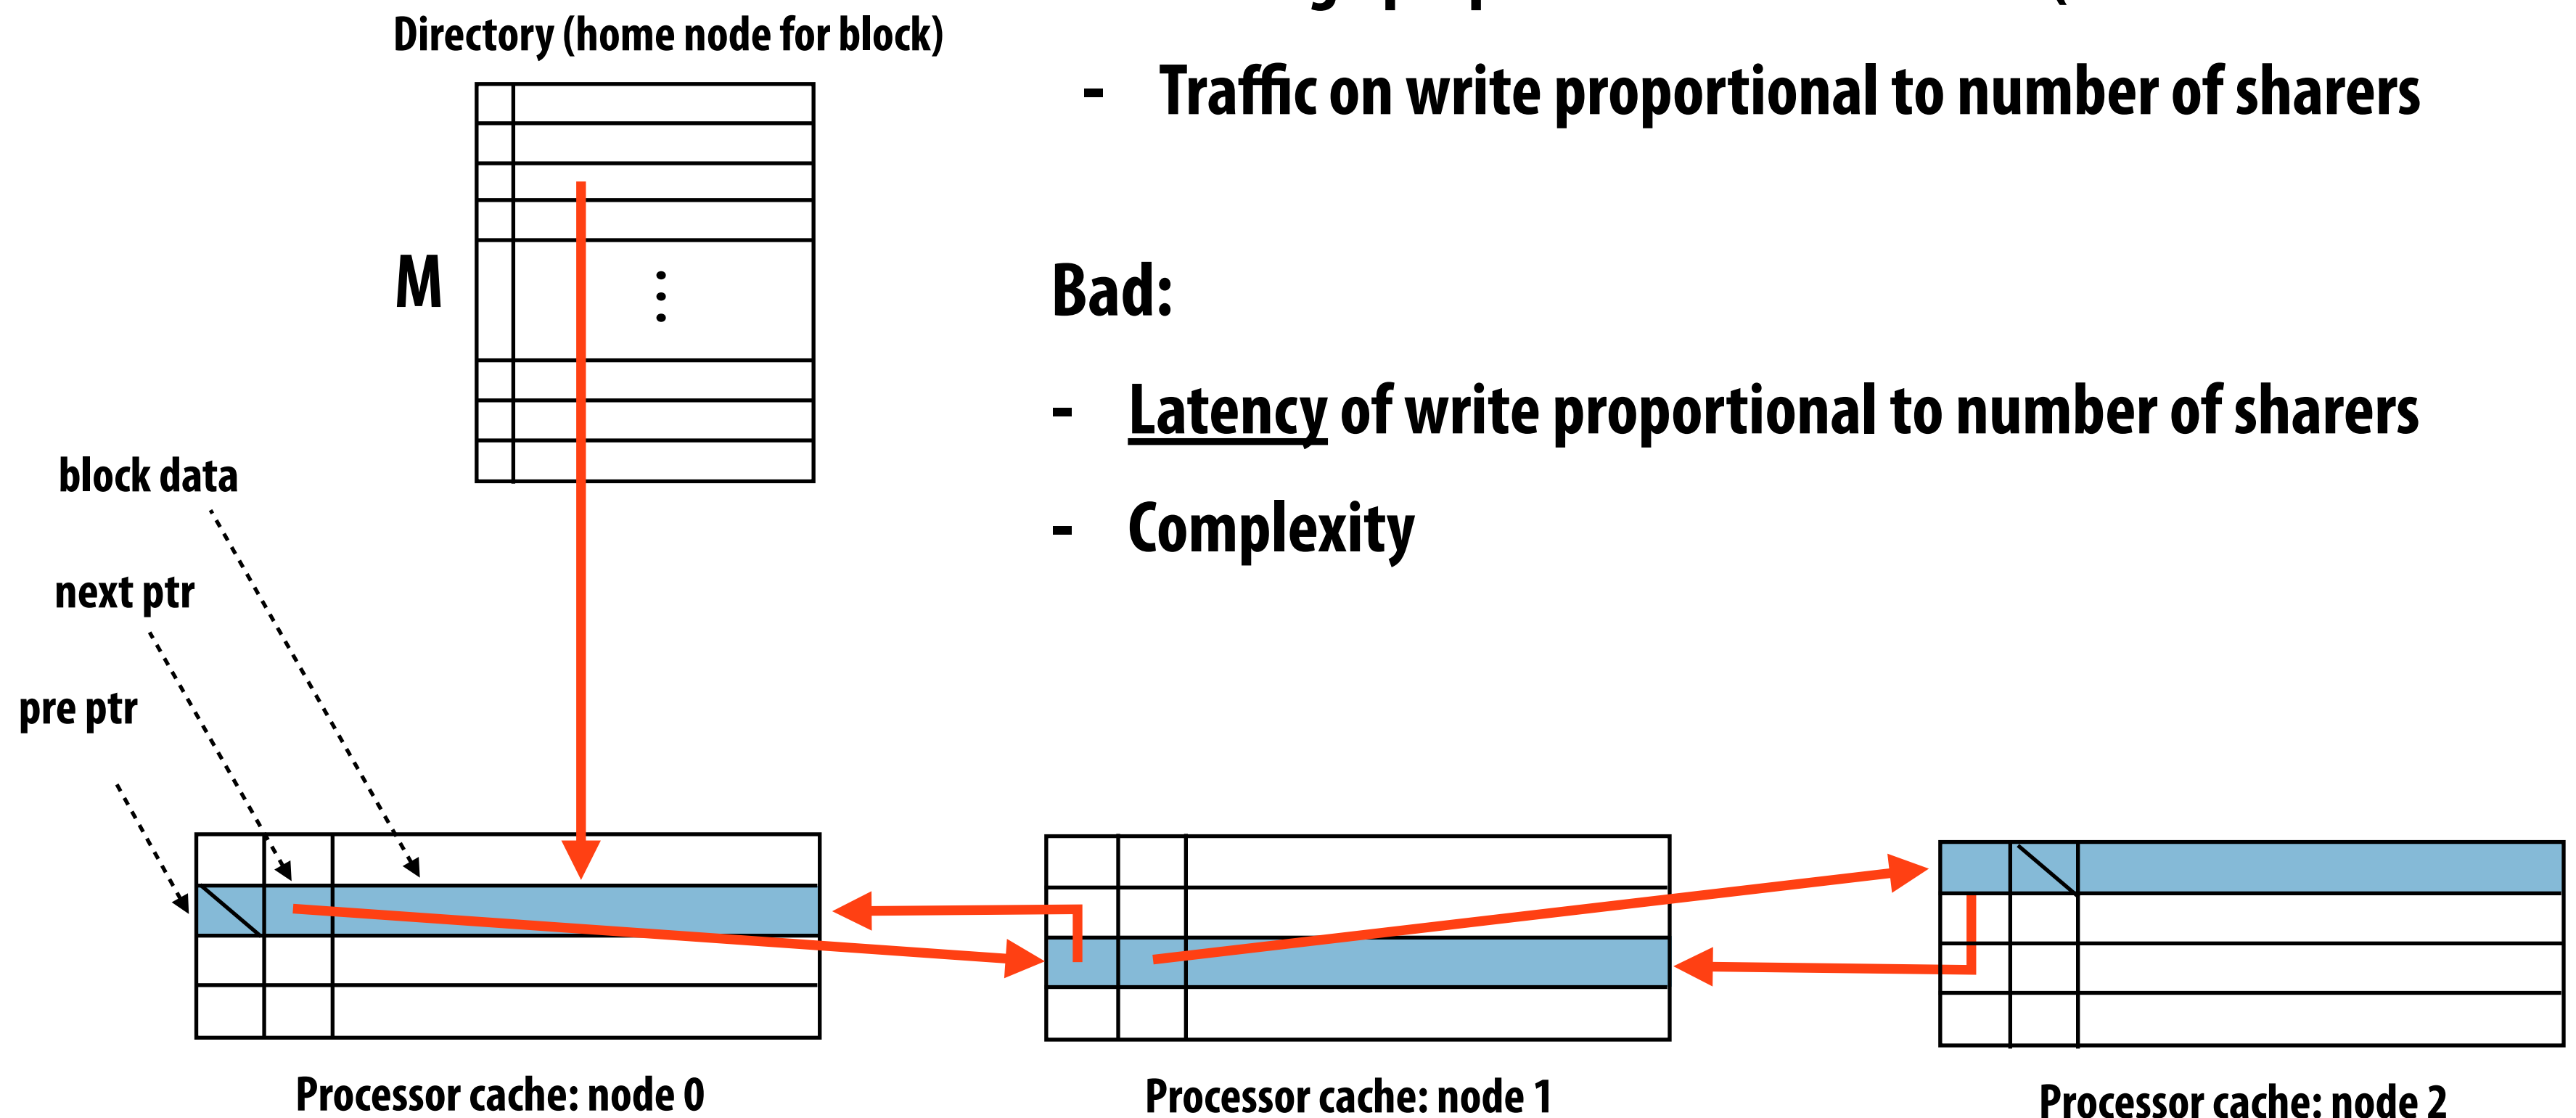 Directory (home node for block)
- Traffic on write proportional to number of sharers
M
Bad:
- Latency of write proportional to number of sharers
- Complexity
block data
next ptr
pre ptr
Processor cache: node 0
Processor cache: node 1
Processor cache: node 2